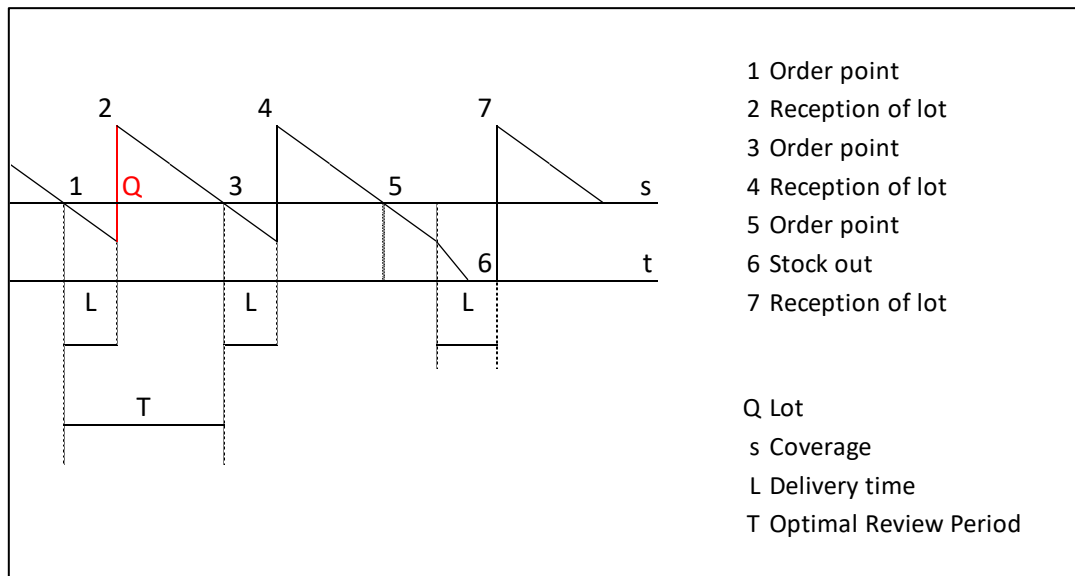 2 4 7
1 Q 3 5 s
6 t
L L L
T
1 Order point
2 Reception of lot
3 Order point
4 Reception of lot
5 Order point
6 Stock out
7 Reception of lot
Q Lot
s Coverage
L Delivery time
T Optimal Review Period